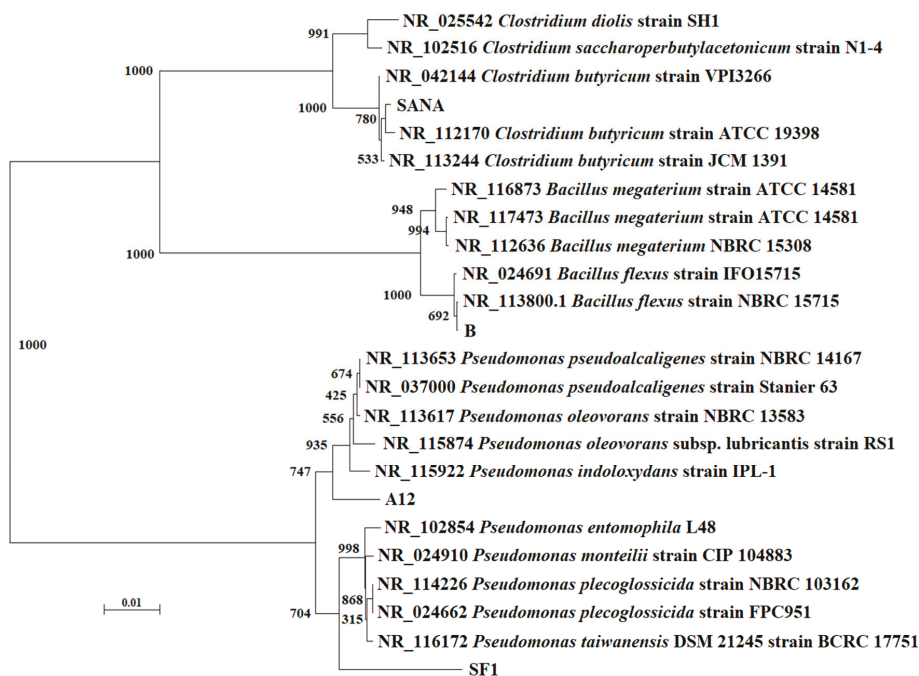 NR_025542 Clostridium diolis strain SH1
991
NR_102516 Clostridium saccharoperbutylacetonicum strain N1-4
1000
NR_042144 Clostridium butyricum strain VPI3266
1000
SANA
780
NR_112170 Clostridium butyricum strain ATCC 19398
533
NR_113244 Clostridium butyricum strain JCM 1391
NR_116873 Bacillus megaterium strain ATCC 14581
948
NR_117473 Bacillus megaterium strain ATCC 14581
994
NR_112636 Bacillus megaterium NBRC 15308
1000
NR_024691 Bacillus flexus strain IFO15715
1000
NR_113800.1 Bacillus flexus strain NBRC 15715
692
B
1000
NR_113653 Pseudomonas pseudoalcaligenes strain NBRC 14167
674
NR_037000 Pseudomonas pseudoalcaligenes strain Stanier 63
425
NR_113617 Pseudomonas oleovorans strain NBRC 13583
556
NR_115874 Pseudomonas oleovorans subsp. lubricantis strain RS1
935
NR_115922 Pseudomonas indoloxydans strain IPL-1
747
A12
NR_102854 Pseudomonas entomophila L48
998
NR_024910 Pseudomonas monteilii strain CIP 104883
NR_114226 Pseudomonas plecoglossicida strain NBRC 103162
868
0.01
704
NR_024662 Pseudomonas plecoglossicida strain FPC951
315
NR_116172 Pseudomonas taiwanensis DSM 21245 strain BCRC 17751
SF1